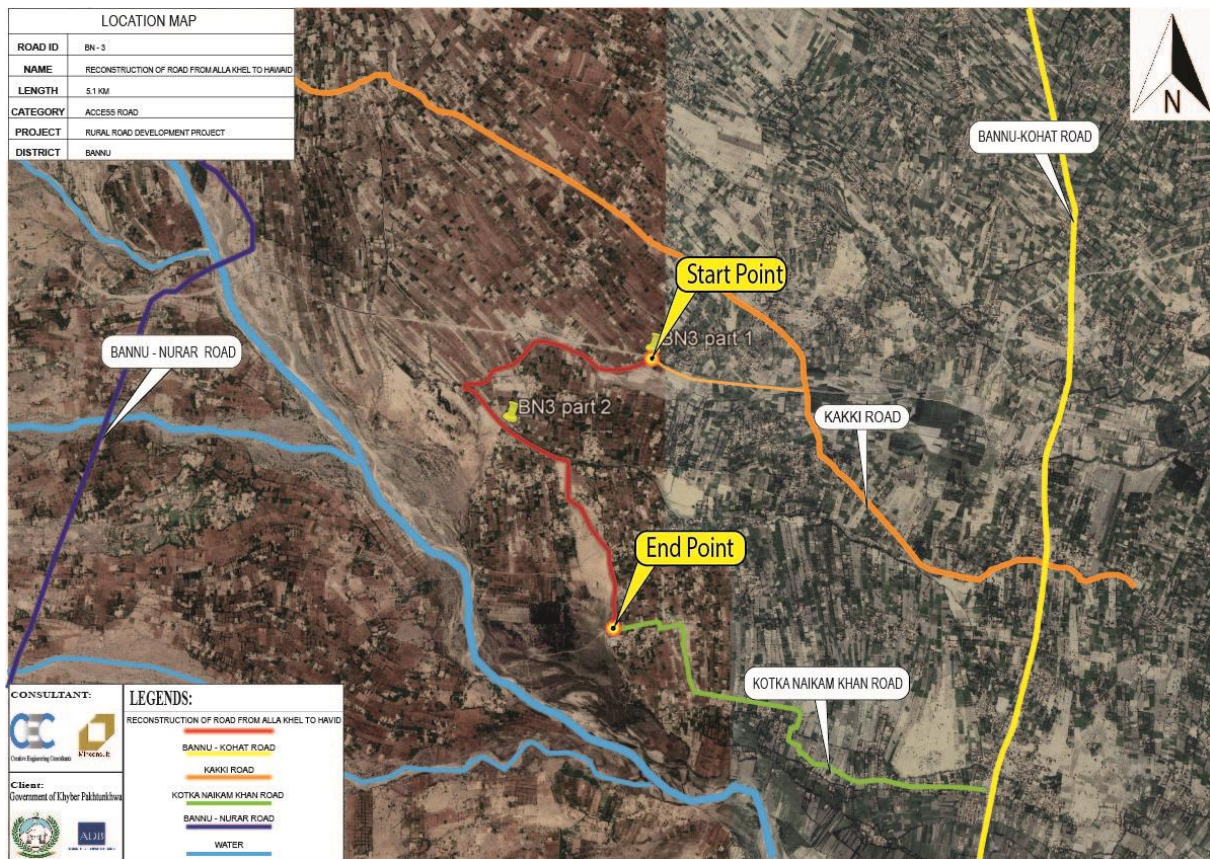 LOCATION MAP
ROAD ID BN - 3
NAME RECONSTRUCTION OF ROAD FROM ALLA KHEL TO HAWAID
LENGTH 5.1 KM
CATEGORY ACCESS ROAD
PROJECT RURAL ROAD DEVELOPMENT PROJECT
DISTRICT BANNU
N
BANNU-KOHAT ROAD
Start Point
BN3 part 1
BANNU - NURAR ROAD
BN3 part 2
KAKKI ROAD
End Point
KOTKA NAIKAM KHAN ROAD
CONSULTANT:
CEC
Creative Engineering Consultants
Client:
Government of Khyber Pakhtunkhwa
ADB
LEGENDS:
RECONSTRUCTION OF ROAD FROM ALLA KHEL TO HAVID
BANNU - KOHAT ROAD
KAKKI ROAD
KOTKA NAIKAM KHAN ROAD
BANNU - NURAR ROAD
WATER